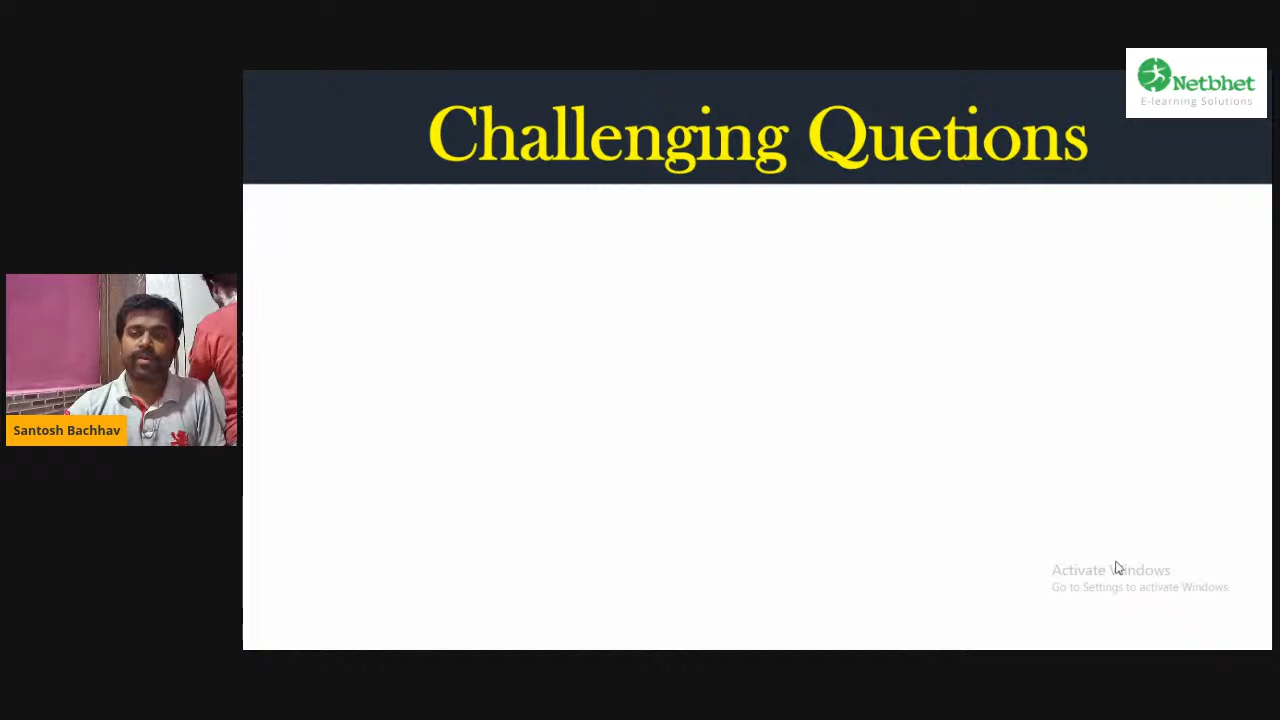 Netbhet
E-learning Solutions
Challenging Quetions
Santosh Bachhav
Activate Windows
Go to Settings to activate Windows.